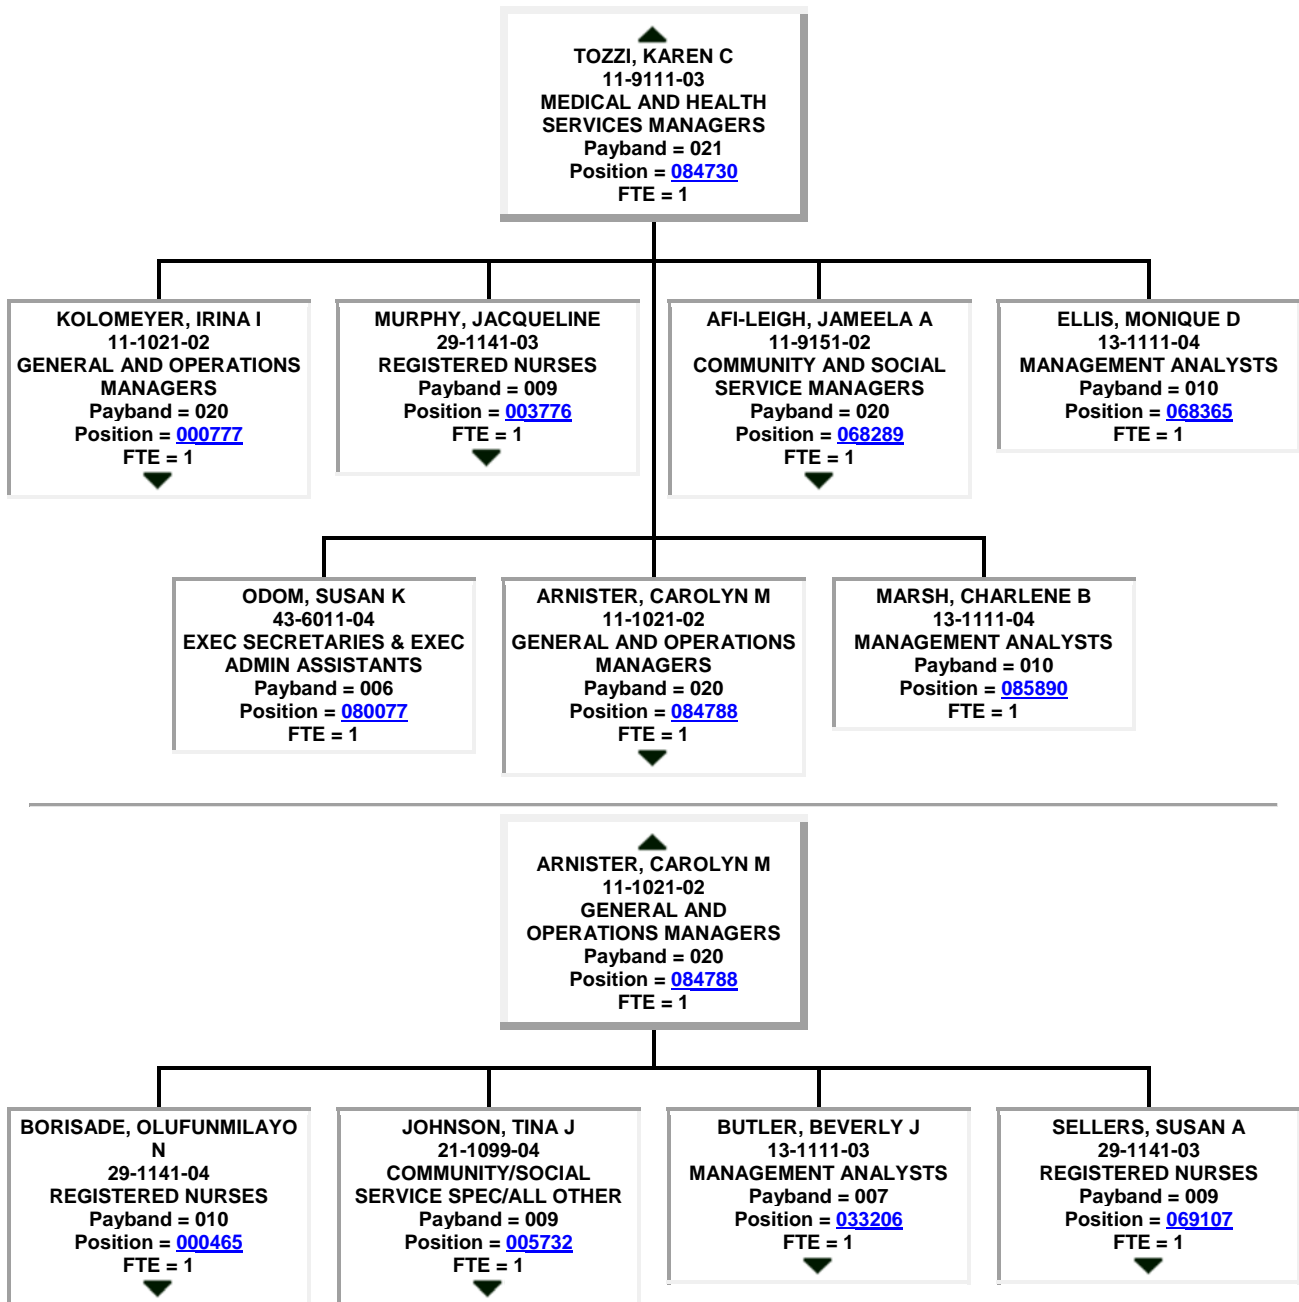 TOZZI, KAREN C
11-9111-03
MEDICAL AND HEALTH
SERVICES MANAGERS
Payband = 021
Position = 084730
FTE = 1
KOLOMEYER, IRINA I
11-1021-02
GENERAL AND OPERATIONS
MANAGERS
Payband = 020
Position = 000777
FTE = 1
MURPHY, JACQUELINE
29-1141-03
REGISTERED NURSES
Payband = 009
Position = 003776
FTE = 1
AFI-LEIGH, JAMEELA A
11-9151-02
COMMUNITY AND SOCIAL
SERVICE MANAGERS
Payband = 020
Position = 068289
FTE = 1
ELLIS, MONIQUE D
13-1111-04
MANAGEMENT ANALYSTS
Payband = 010
Position = 068365
FTE = 1
ODOM, SUSAN K
43-6011-04
EXEC SECRETARIES & EXEC
ADMIN ASSISTANTS
Payband = 006
Position = 080077
FTE = 1
ARNISTER, CAROLYN M
11-1021-02
GENERAL AND OPERATIONS
MANAGERS
Payband = 020
Position = 084788
FTE = 1
MARSH, CHARLENE B
13-1111-04
MANAGEMENT ANALYSTS
Payband = 010
Position = 085890
FTE = 1
ARNISTER, CAROLYN M
11-1021-02
GENERAL AND
OPERATIONS MANAGERS
Payband = 020
Position = 084788
FTE = 1
BORISADE, OLUFUNMILAYO
N
29-1141-04
REGISTERED NURSES
Payband = 010
Position = 000465
FTE = 1
JOHNSON, TINA J
21-1099-04
COMMUNITY/SOCIAL
SERVICE SPEC/ALL OTHER
Payband = 009
Position = 005732
FTE = 1
BUTLER, BEVERLY J
13-1111-03
MANAGEMENT ANALYSTS
Payband = 007
Position = 033206
FTE = 1
SELLERS, SUSAN A
29-1141-03
REGISTERED NURSES
Payband = 009
Position = 069107
FTE = 1